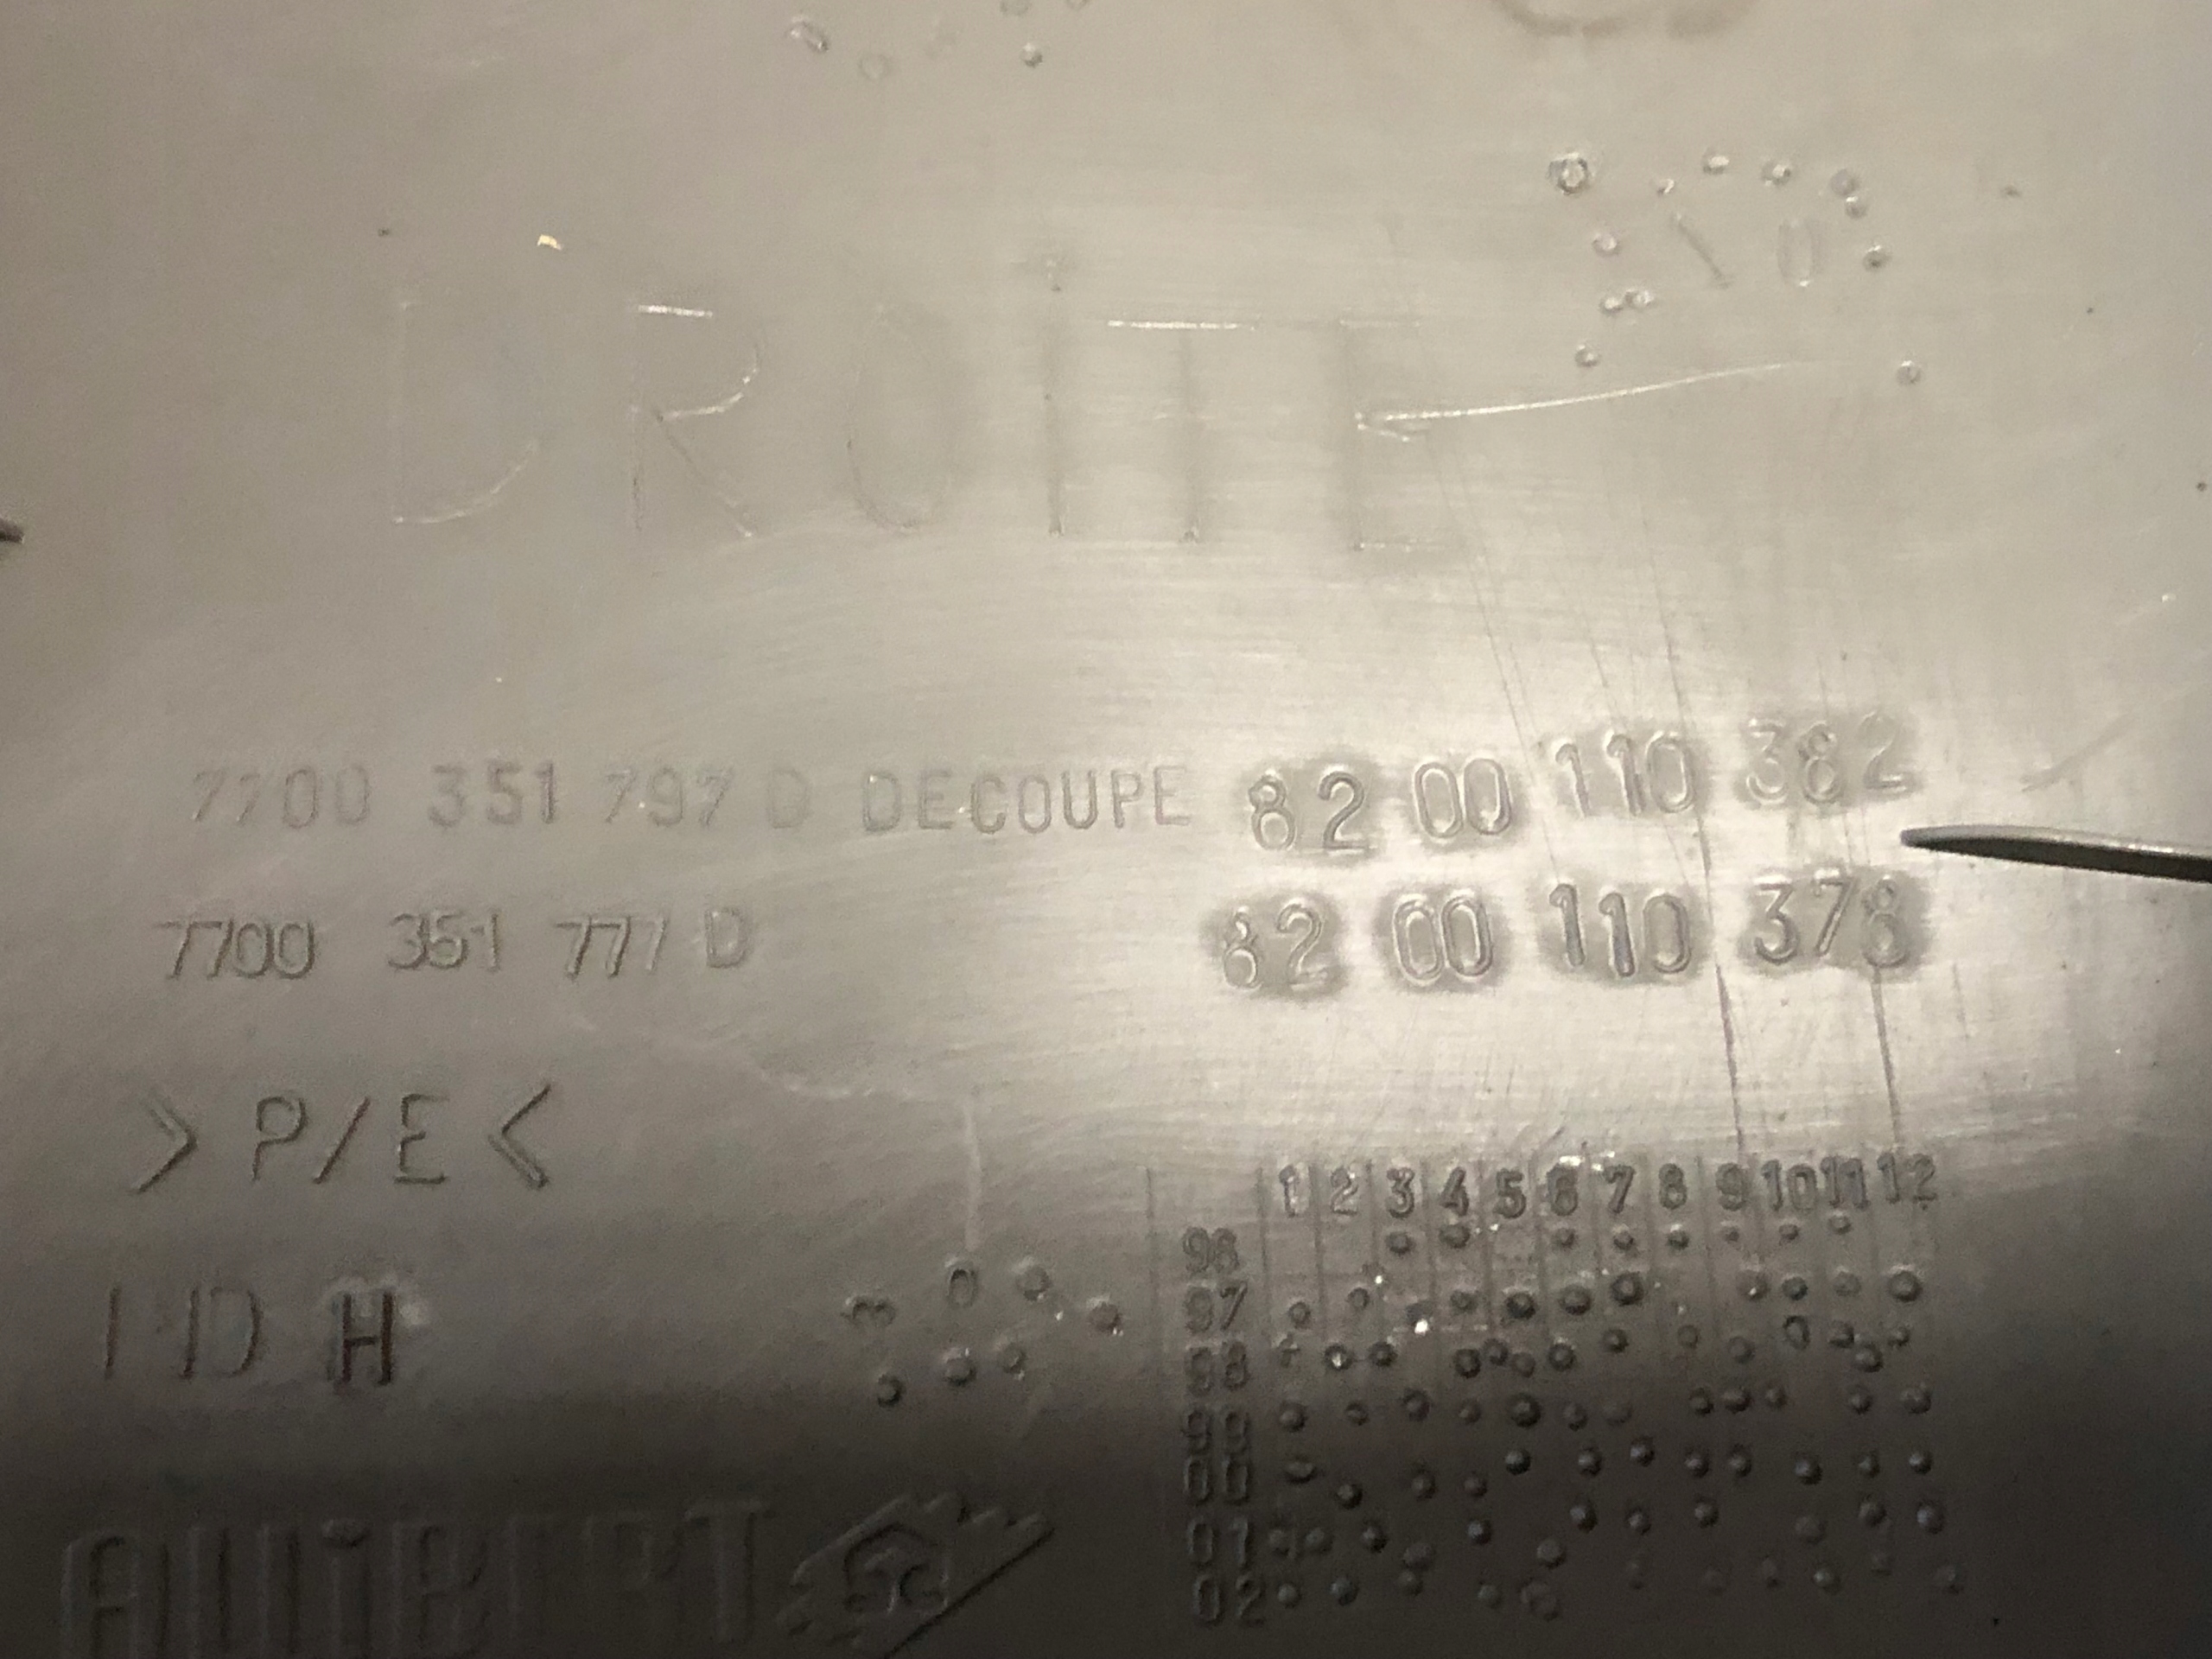 DROITE
7700 351 797 D DECOUPE 82 00 110 382
7700 351 777 D 82 00 110 378
>P/E<
H
ALLIBERT
1 2 3 4 5 6 7 8 9 10 11 12
96
97
98
99
00
01
02